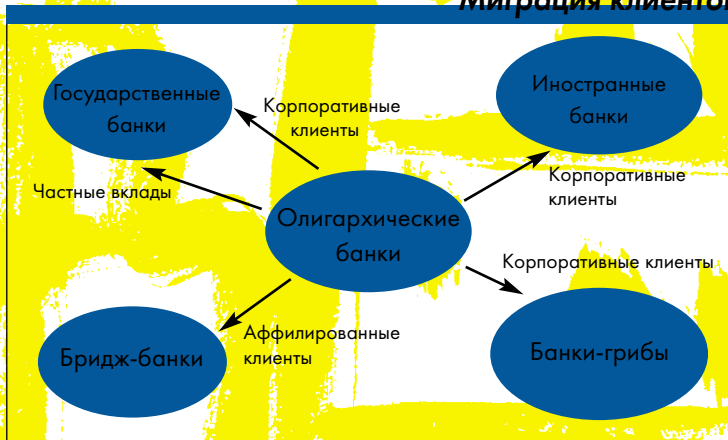 Миграция клиентов
Государственные
банки
Корпоративные
клиенты
Иностранные
банки
Частные вклады
Корпоративные
клиенты
Олигархические
банки
Корпоративные клиенты
Аффилированные
клиенты
Бридж-банки
Банки-грибы